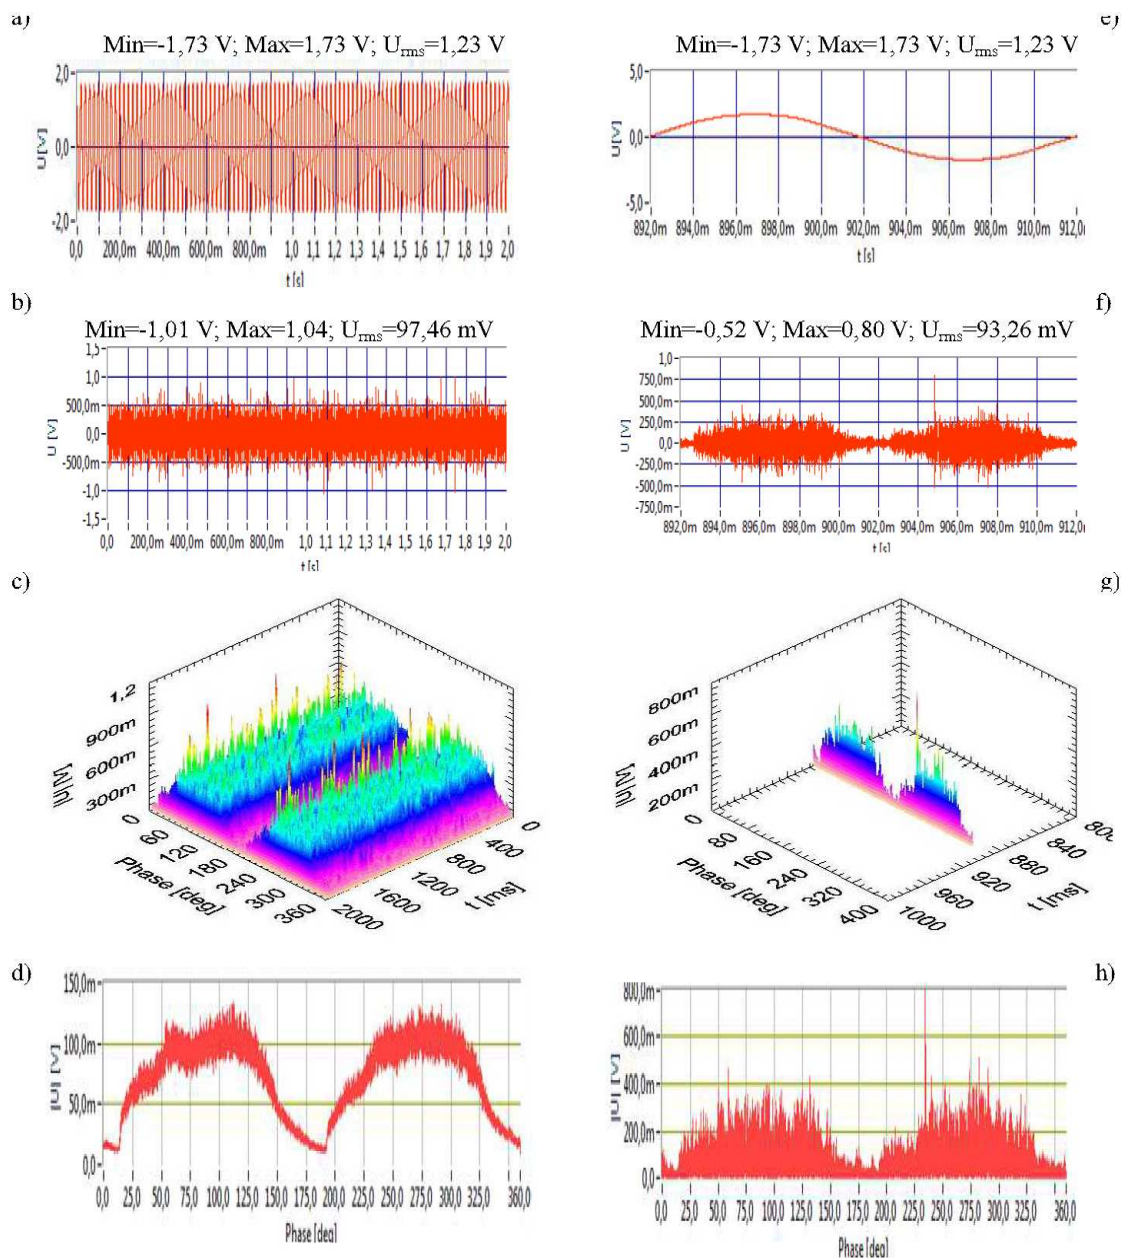 a)
Min=-1,73 V; Max=1,73 V; Urms=1,23 V
2,0
0,0
-2,0
U[V]
0,0 200,0m 400,0m 600,0m 800,0m 1,0 1,1 1,2 1,3 1,4 1,5 1,6 1,7 1,8 1,9 2,0
t [s]
e)
Min=-1,73 V; Max=1,73 V; Urms=1,23 V
5,0
0,0
-5,0
U[V]
892,0m 894,0m 896,0m 898,0m 900,0m 902,0m 904,0m 906,0m 908,0m 910,0m 912,0
t [s]
b)
Min=-1,01 V; Max=1,04; Urms=97,46 mV
1,5
1,0
500,0m
0,0
-500,0m
-1,0
-1,5
U [V]
0,0 200,0m 400,0m 600,0m 800,0m 1,0 1,1 1,2 1,3 1,4 1,5 1,6 1,7 1,8 1,9 2,0
t [s]
f)
Min=-0,52 V; Max=0,80 V; Urms=93,26 mV
1,0
750,0m
500,0m
250,0m
0,0
-250,0m
-500,0m
-750,0m
U [V]
892,0m 894,0m 896,0m 898,0m 900,0m 902,0m 904,0m 906,0m 908,0m 910,0m 912,0
t [s]
c)
1,2
900m
600m
300m
|U|[V]
0 60 120 180 240 300 360
Phase [deg]
2000 1600 1200 800 400 0
t [ms]
g)
800m
600m
400m
200m
|U|[V]
0 80 160 240 320 400
Phase [deg]
1000 960 920 880 840 80
t [ms]
d)
150,0m
100,0m
50,0m
0,0
|U| [V]
0,0 25,0 50,0 75,0 100,0 125,0 150,0 175,0 200,0 225,0 250,0 275,0 300,0 325,0 360,0
Phase [deg]
h)
800,0m
600,0m
400,0m
200,0m
0,0
|U| [V]
0,0 25,0 50,0 75,0 100,0 125,0 150,0 175,0 200,0 225,0 250,0 275,0 300,0 325,0 360,0
Phase [deg]